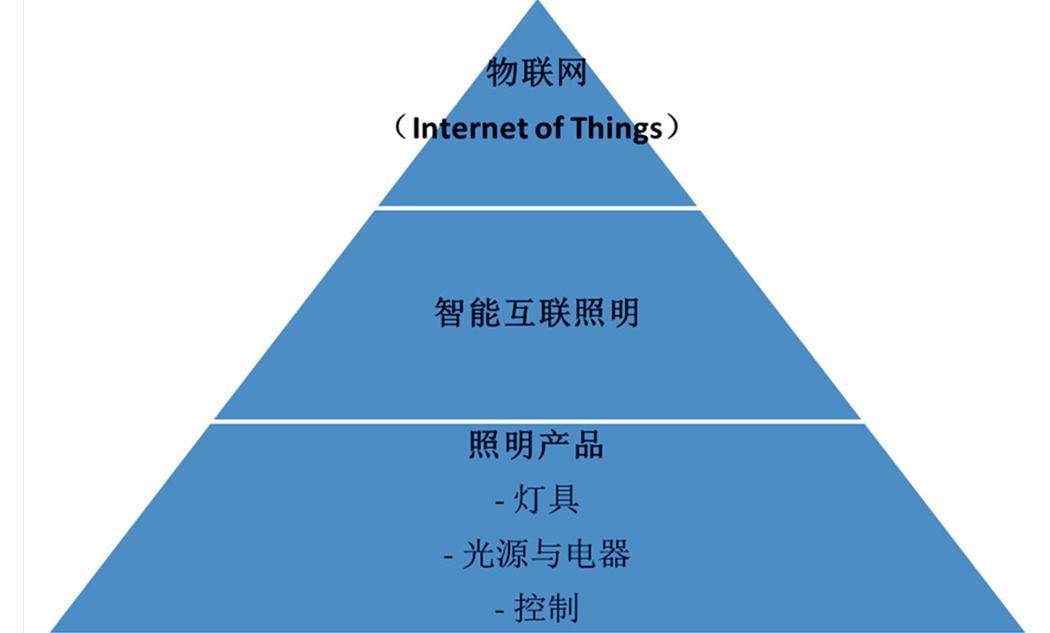 物联网
（Internet of Things）
智能互联照明
照明产品
- 灯具
- 光源与电器
- 控制